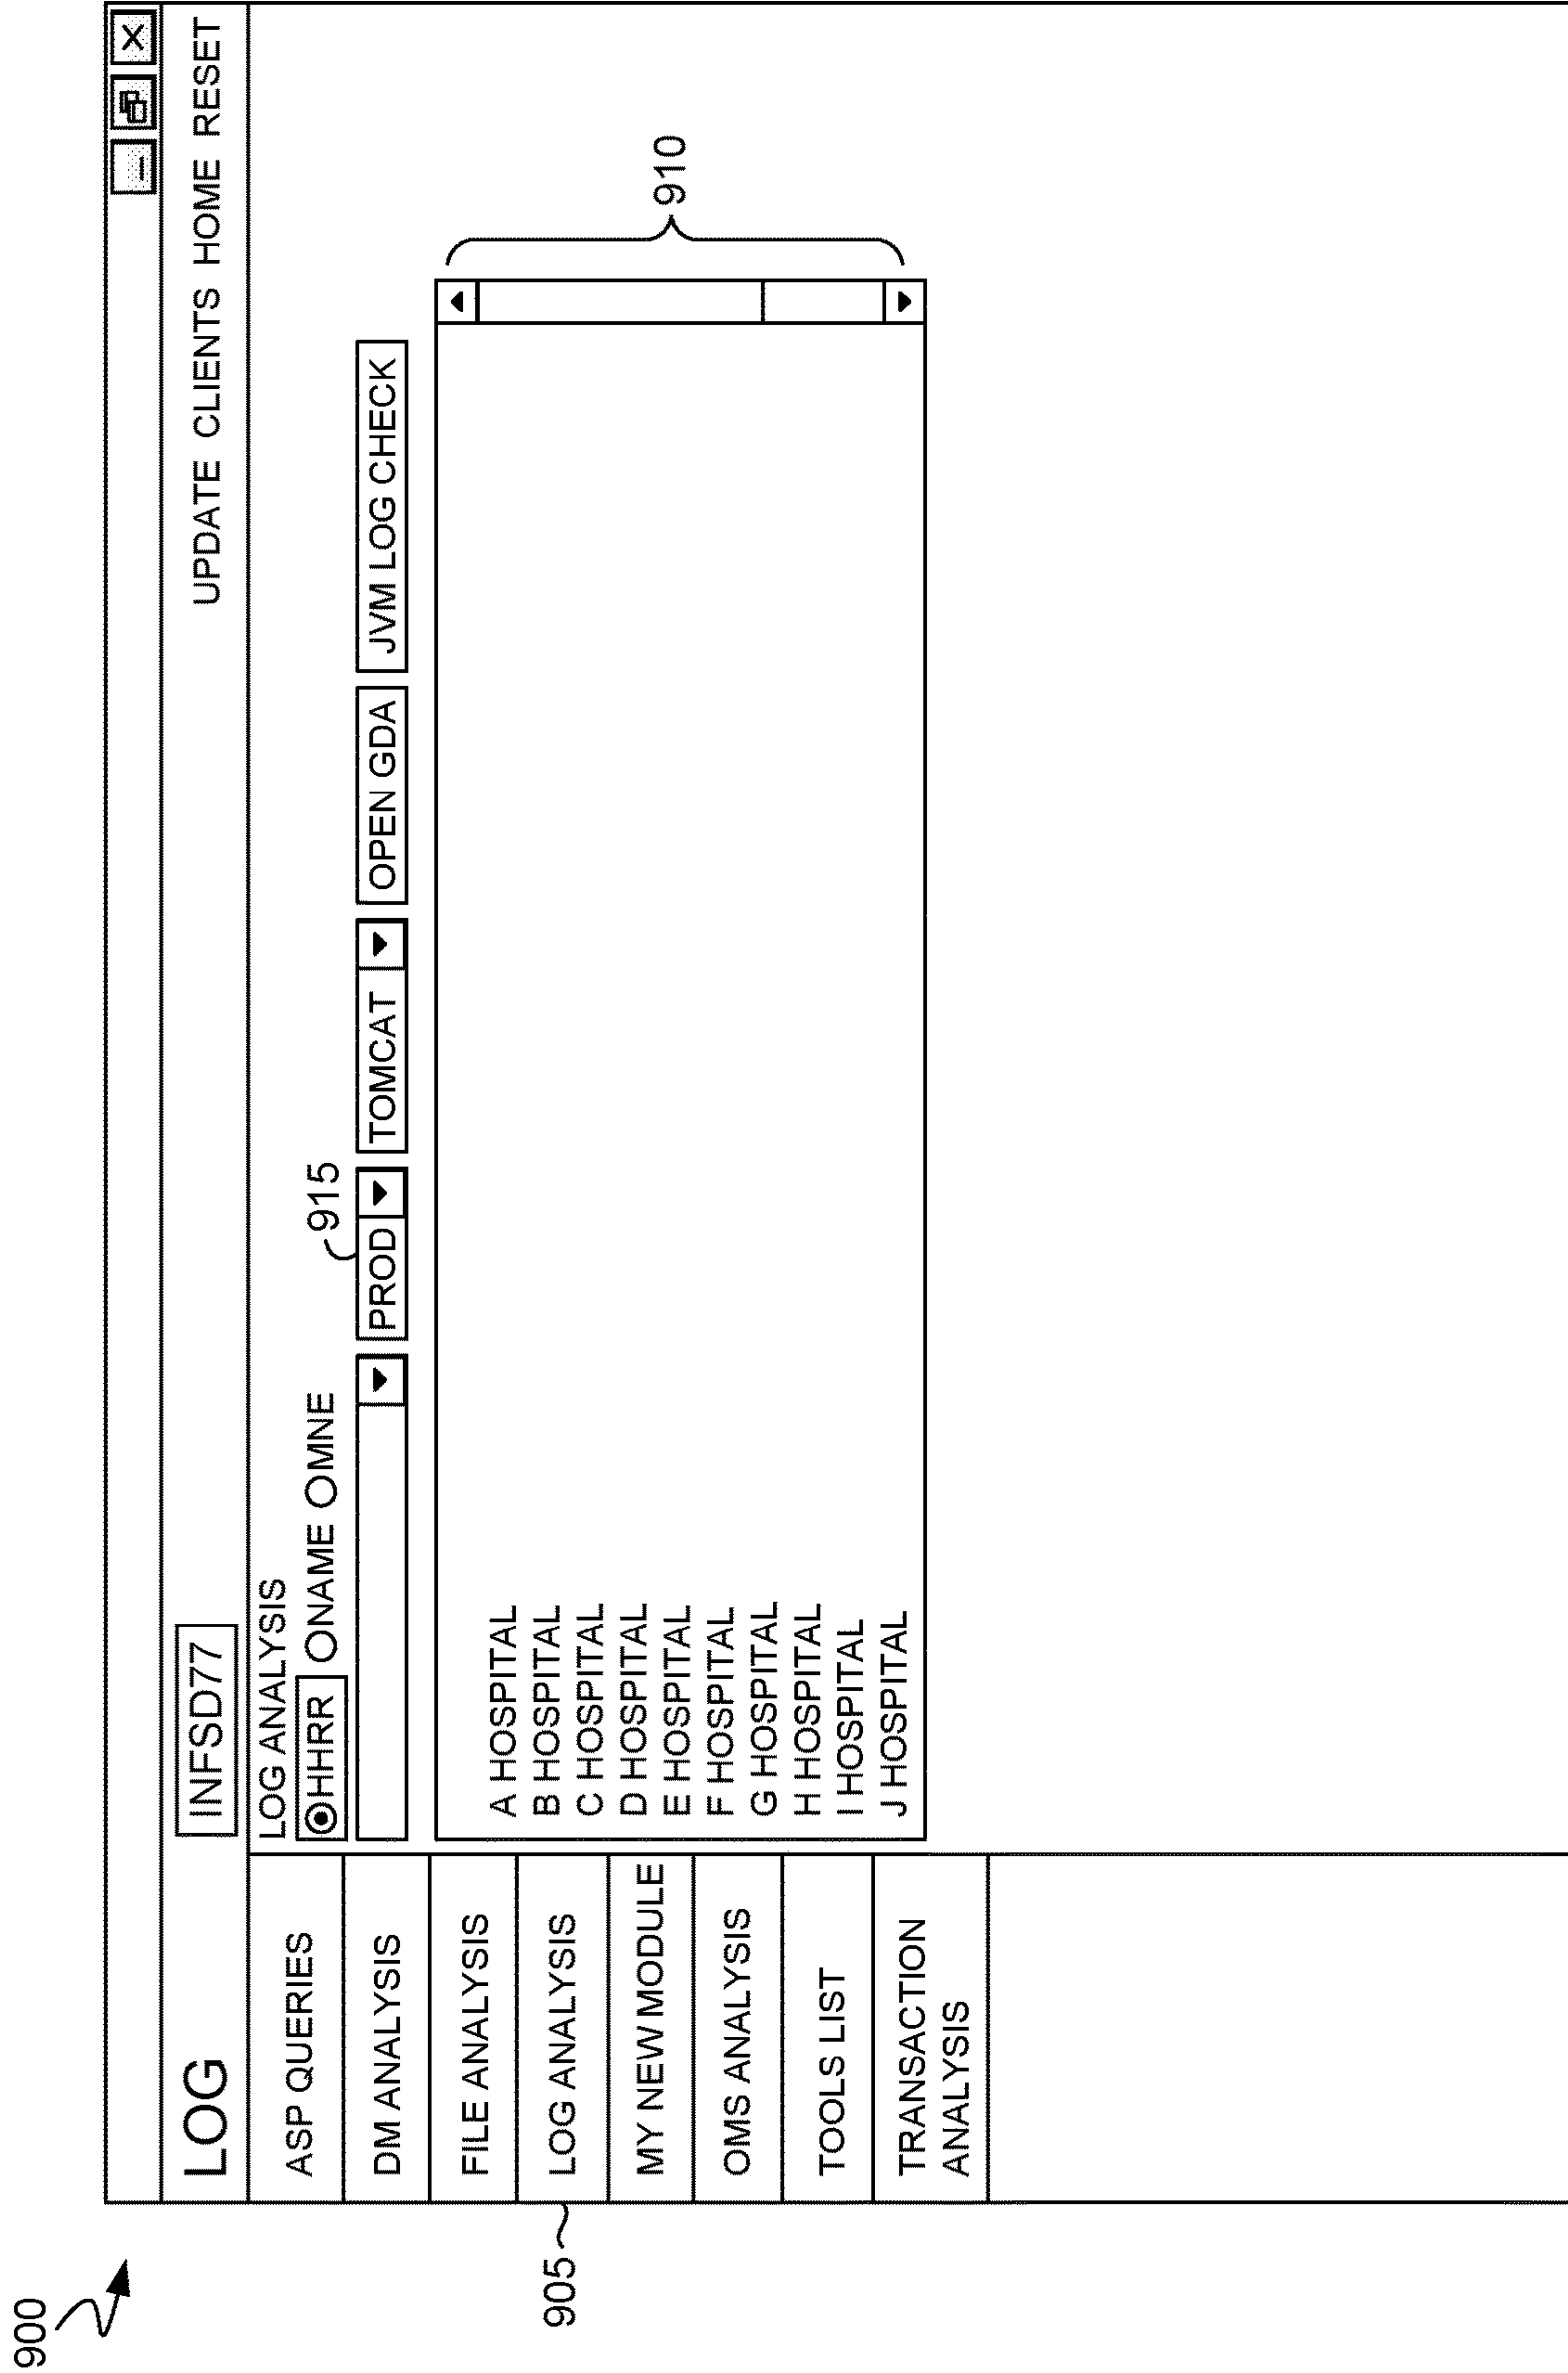 900
LOG
INFSD77
UPDATE CLIENTS HOME RESET
ASP QUERIES
DM ANALYSIS
FILE ANALYSIS
905
LOG ANALYSIS
MY NEW MODULE
OMS ANALYSIS
TOOLS LIST
TRANSACTION
ANALYSIS
LOG ANALYSIS
HHRR NAME OMNE
915
PROD TOMCAT OPEN GDA JVM LOG CHECK
A HOSPITAL
B HOSPITAL
C HOSPITAL
D HOSPITAL
E HOSPITAL
F HOSPITAL
G HOSPITAL
H HOSPITAL
I HOSPITAL
J HOSPITAL
910